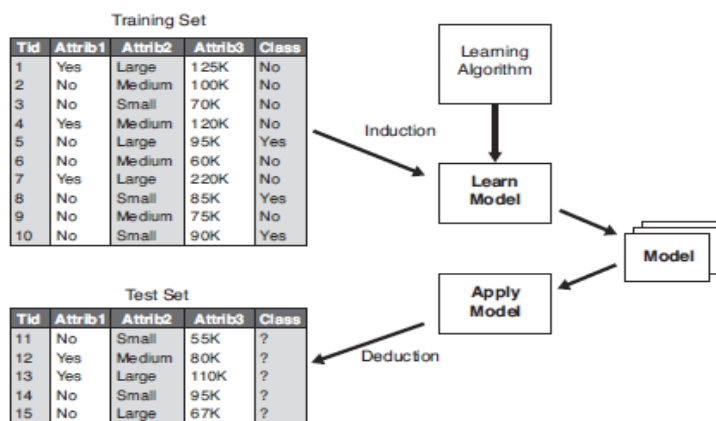 Training Set
Tid Attrib1 Attrib2 Attrib3 Class
1 Yes Large 125K No
2 No Medium 100K No
3 No Small 70K No
4 Yes Medium 120K No
5 No Large 95K Yes
6 No Medium 60K No
7 Yes Large 220K No
8 No Small 85K Yes
9 No Medium 75K No
10 No Small 90K Yes
Learning
Algorithm
Induction
Learn
Model
Model
Apply
Model
Deduction
Test Set
Tid Attrib1 Attrib2 Attrib3 Class
11 No Small 55K ?
12 Yes Medium 80K ?
13 Yes Large 110K ?
14 No Small 95K ?
15 No Large 67K ?